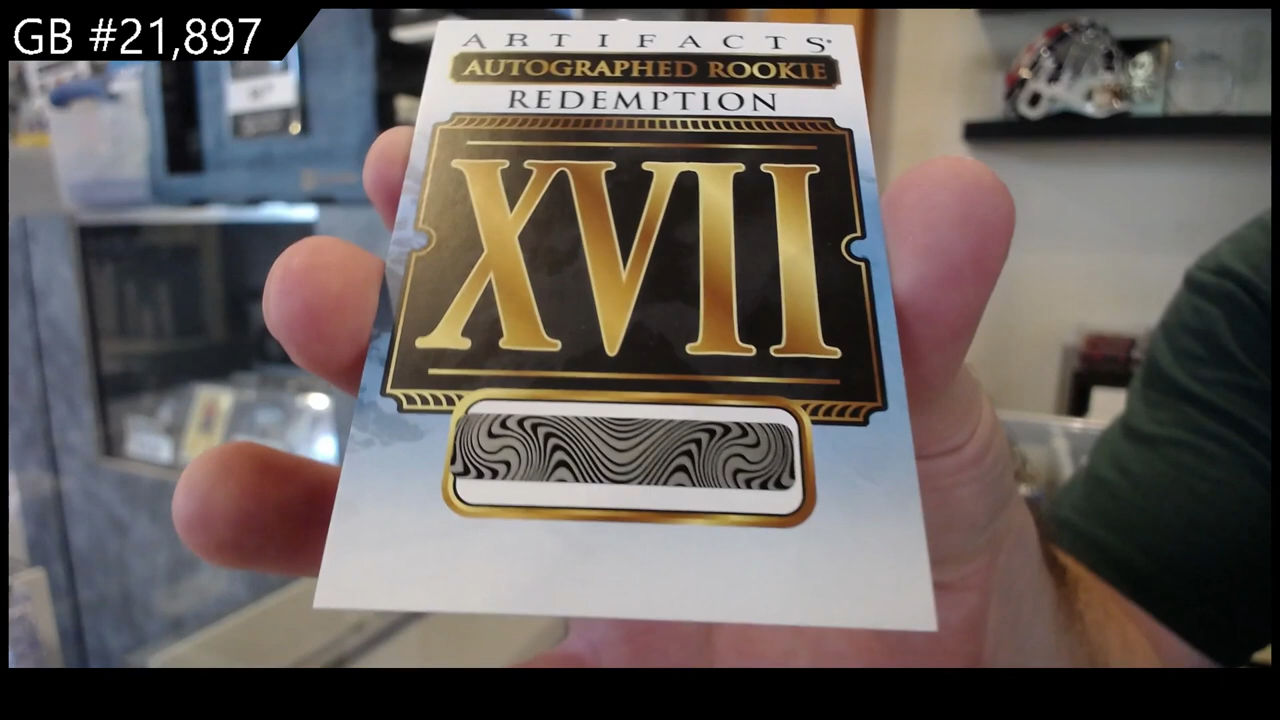 GB #21,897
ARTIFACTS
AUTOGRAPHED ROOKIE
REDEMPTION
XVII